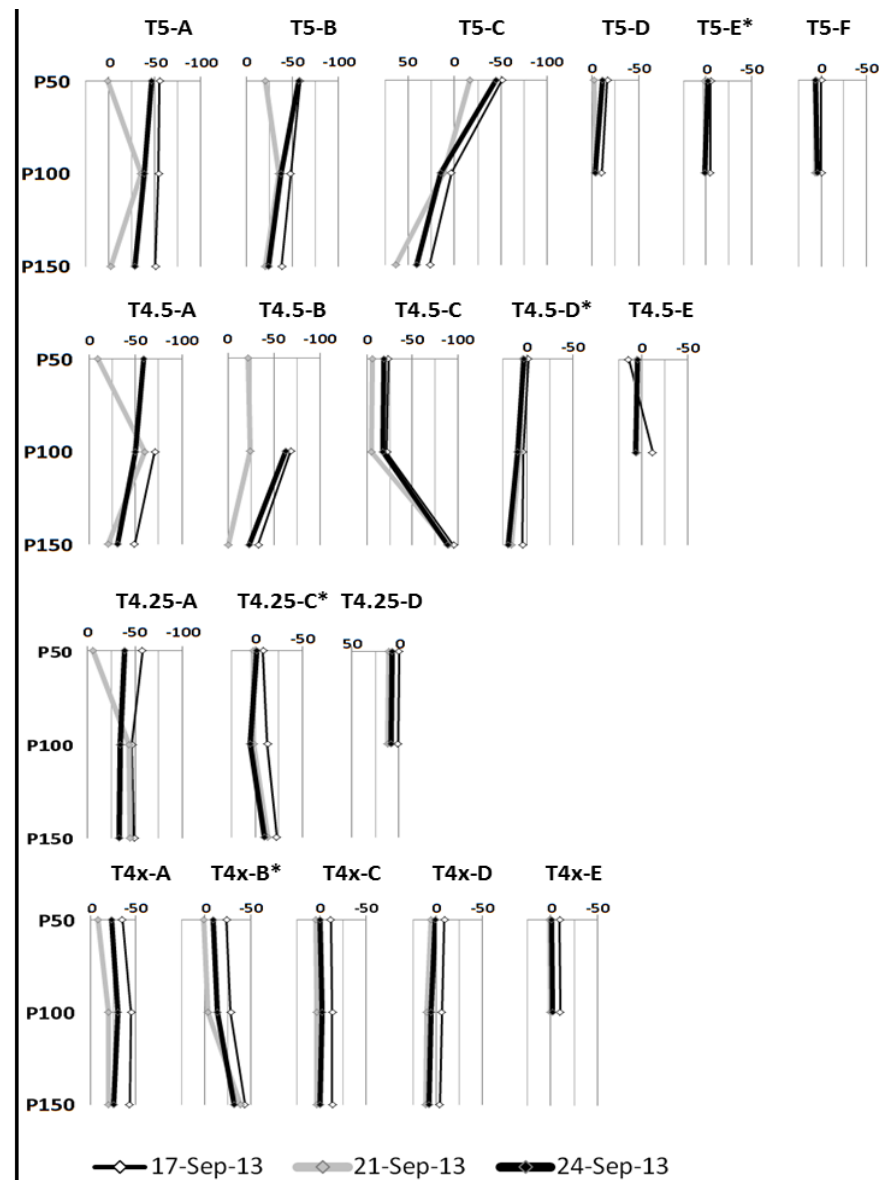 T5-A T5-B T5-C T5-D T5-E* T5-F
0 -50 -100 0 -50 -100 50 0 -50 -100 0 -50 0 -50 0 -50
P50
P100
P150
T4.5-A T4.5-B T4.5-C T4.5-D* T4.5-E
0 -50 -100 0 -50 -100 0 -50 -100 0 -50 0 -50
P50
P100
P150
T4.25-A T4.25-C* T4.25-D
0 -50 -100 0 -50 50 0
P50
P100
P150
T4x-A T4x-B* T4x-C T4x-D T4x-E
0 -50 0 -50 0 -50 0 -50 0 -50
P50
P100
P150
17-Sep-13 21-Sep-13 24-Sep-13